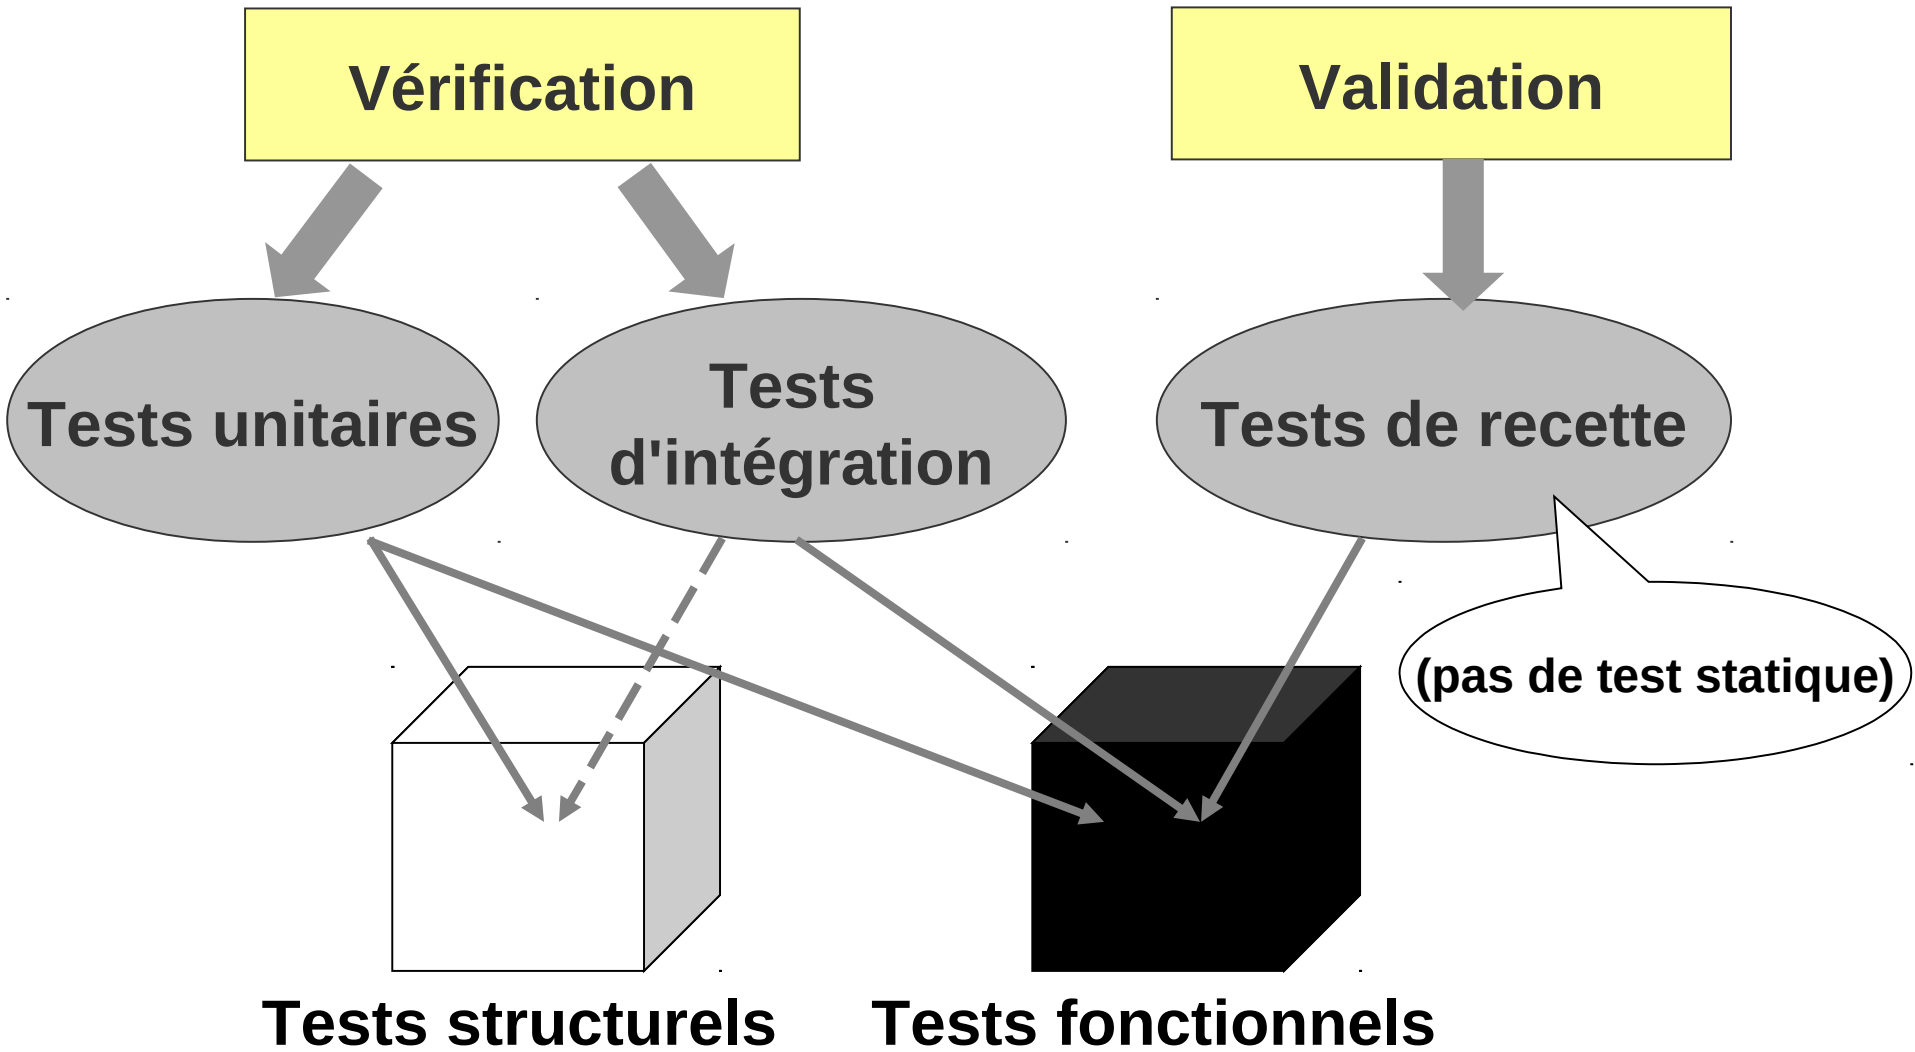 Vérification
Validation
Tests unitaires
Tests
d'intégration
Tests de recette
(pas de test statique)
Tests structurels
Tests fonctionnels